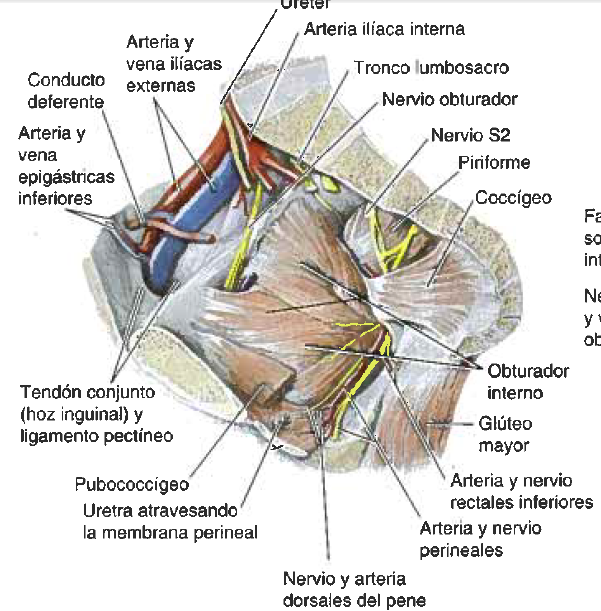 Uréter
Arteria ilíaca interna
Arteria y
vena ilíacas
externas
Tronco lumbosacro
Conducto
deferente
Nervio obturador
Arteria y
vena
epigástricas
inferiores
Nervio S2
Piriforme
Coccígeo
Obturador
interno
Tendón conjunto
(hoz inguinal) y
ligamento pectíneo
Glúteo
mayor
Pubococcígeo
Arteria y nervio
rectales inferiores
Uretra atravesando
la membrana perineal
Arteria y nervio
perineales
Nervio y arteria
dorsales del pene